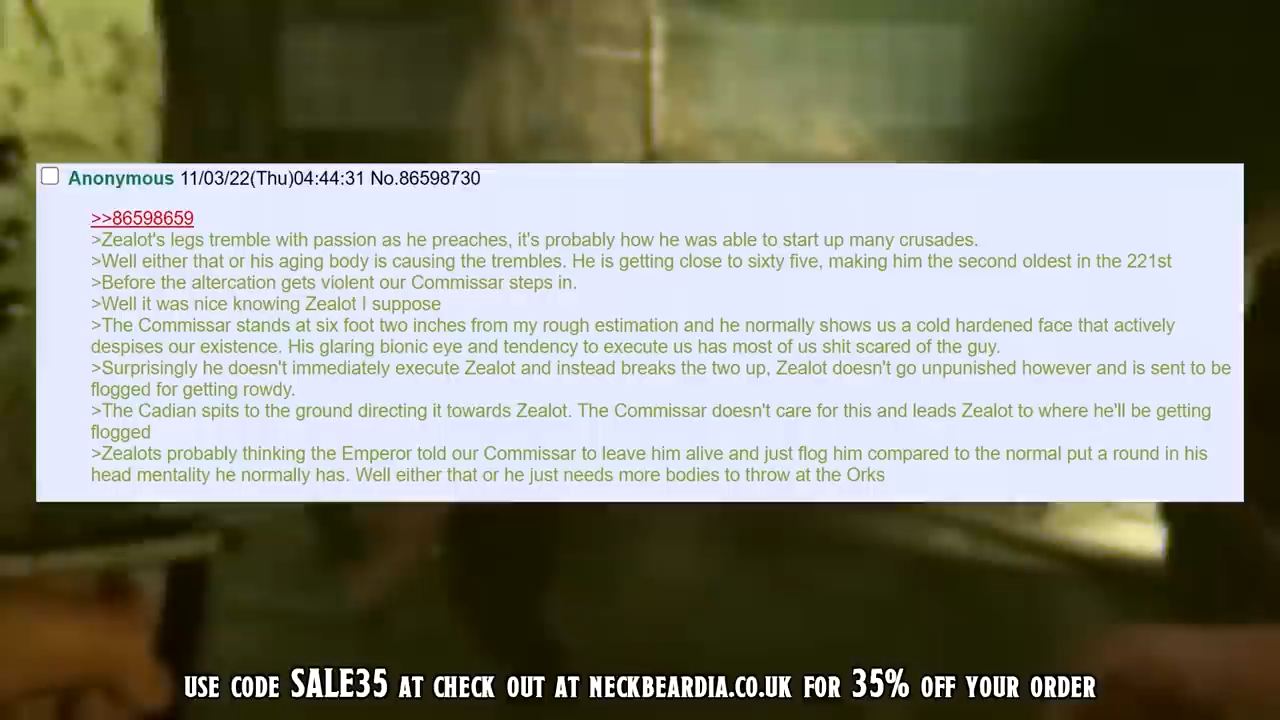 Anonymous 11/03/22(Thu)04:44:31 No.86598730
>>86598659
>Zealot's legs tremble with passion as he preaches, it's probably how he was able to start up many crusades.
>Well either that or his aging body is causing the trembles. He is getting close to sixty five, making him the second oldest in the 221st
>Before the altercation gets violent our Commissar steps in.
>Well it was nice knowing Zealot I suppose
>The Commissar stands at six foot two inches from my rough estimation and he normally shows us a cold hardened face that actively
despises our existence. His glaring bionic eye and tendency to execute us has most of us shit scared of the guy.
>Surprisingly he doesn't immediately execute Zealot and instead breaks the two up, Zealot doesn't go unpunished however and is sent to be
flogged for getting rowdy.
>The Cadian spits to the ground directing it towards Zealot. The Commissar doesn't care for this and leads Zealot to where he'll be getting
flogged
>Zealots probably thinking the Emperor told our Commissar to leave him alive and just flog him compared to the normal put a round in his
head mentality he normally has. Well either that or he just needs more bodies to throw at the Orks
USE CODE SALE35 AT CHECK OUT AT NECKBEARDIA.CO.UK FOR 35% OFF YOUR ORDER